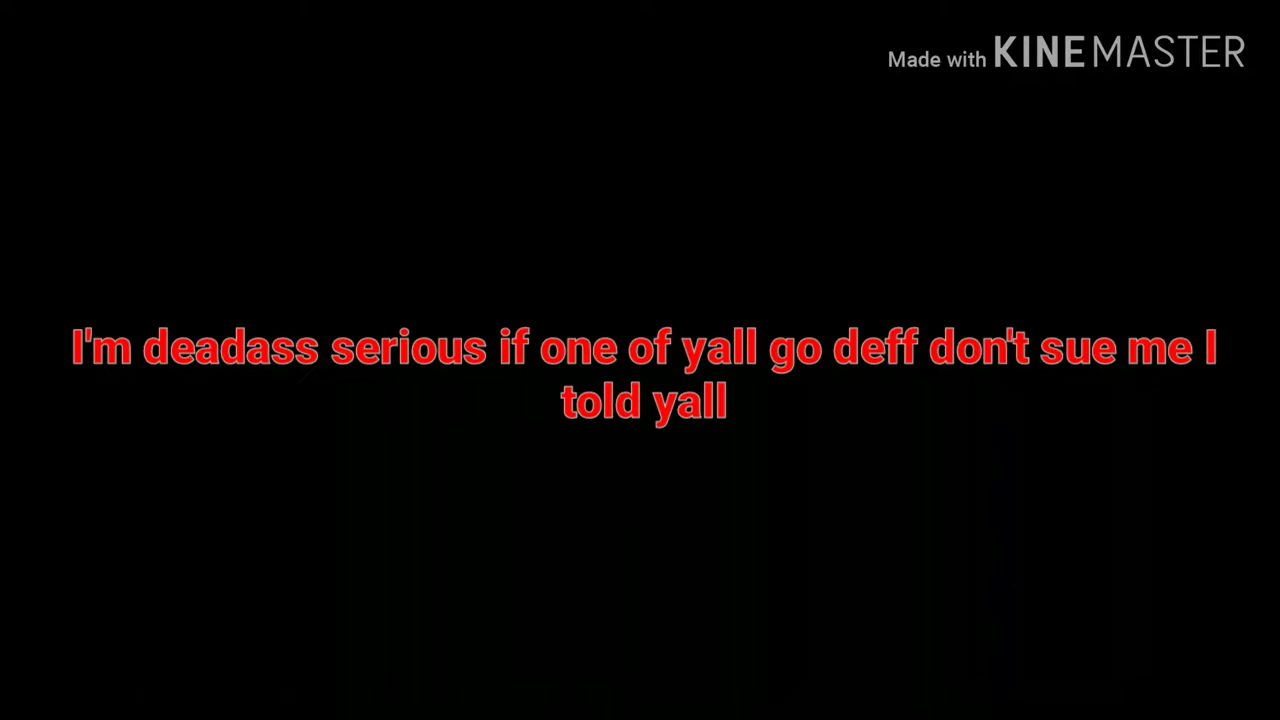 Made with KINEMASTER
I'm deadass serious if one of yall go deff don't sue me I
told yall